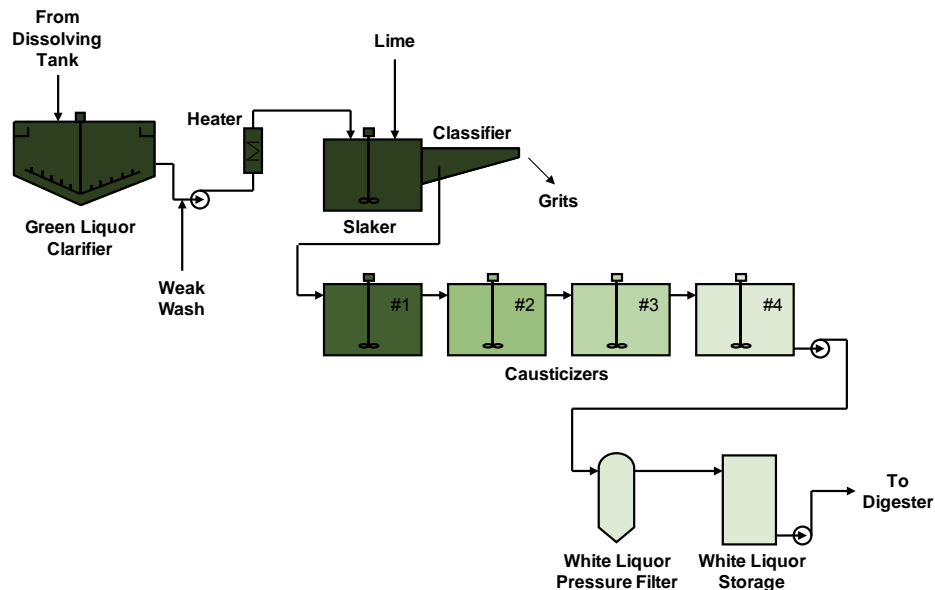 From
Dissolving
Tank
Lime
Heater
Classifier
Grits
Green Liquor
Clarifier
Slaker
Weak
Wash
#1
#2
#3
#4
Causticizers
To
Digester
White Liquor
Pressure Filter
White Liquor
Storage